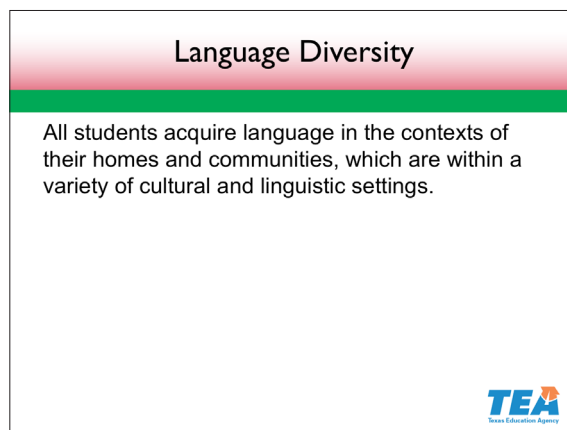 Language Diversity
All students acquire language in the contexts of
their homes and communities, which are within a
variety of cultural and linguistic settings.
TEA
Texas Education Agency